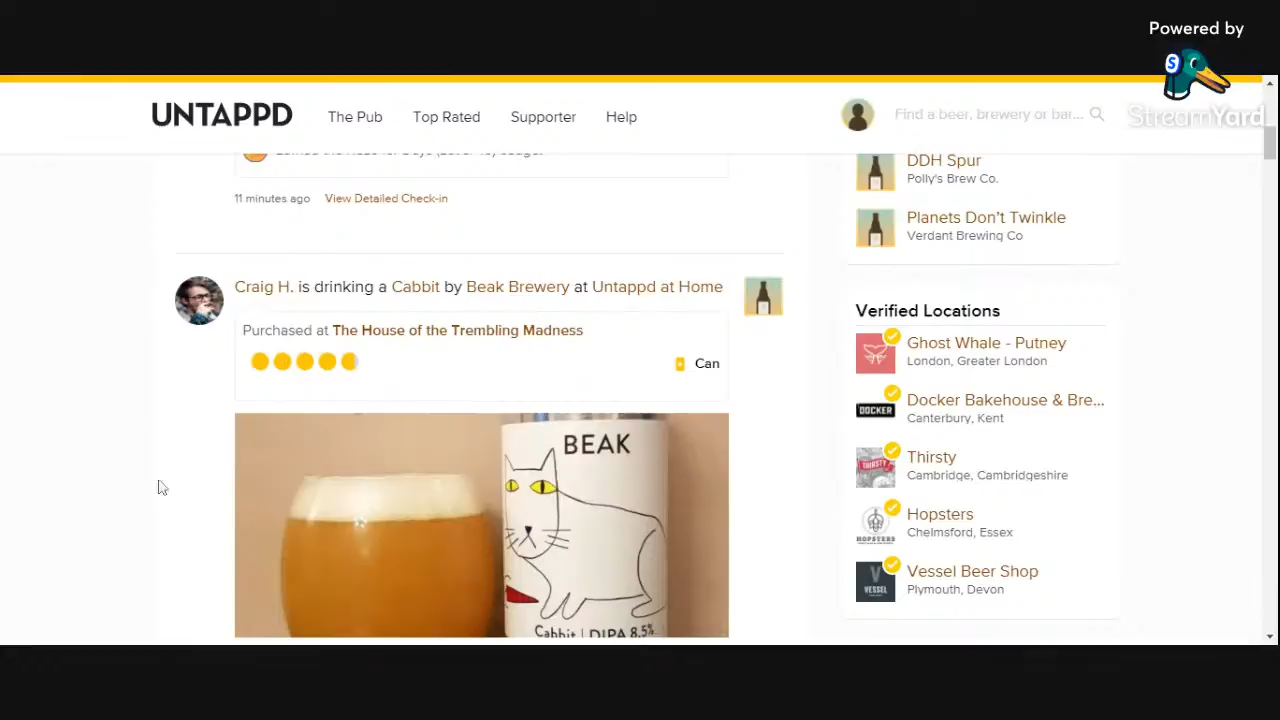 Powered by
StreamYard
UNTAPPD
The Pub
Top Rated
Supporter
Help
Find a beer, brewery or bar...
11 minutes ago
View Detailed Check-in
DDH Spur
Polly's Brew Co.
Planets Don't Twinkle
Verdant Brewing Co
Craig H. is drinking a Cabbit by Beak Brewery at Untappd at Home
Purchased at The House of the Trembling Madness
Can
BEAK
Cabbit | DIPA 8.5%
Verified Locations
Ghost Whale - Putney
London, Greater London
DOCKER
Docker Bakehouse & Bre...
Canterbury, Kent
THIRSTY
Thirsty
Cambridge, Cambridgeshire
HOPSTERS
Hopsters
Chelmsford, Essex
VESSEL
Vessel Beer Shop
Plymouth, Devon